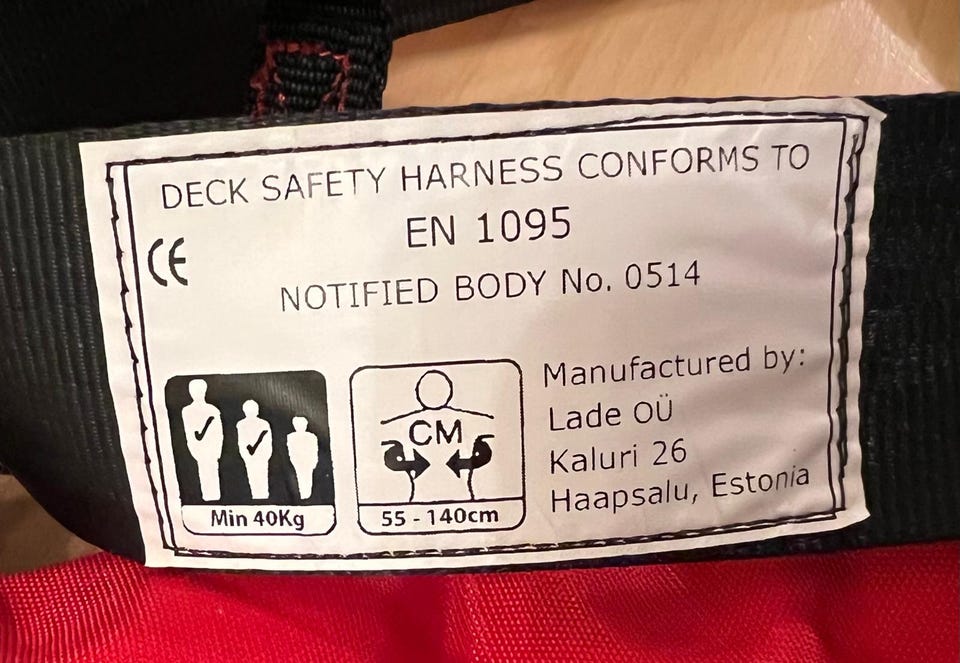 DECK SAFETY HARNESS CONFORMS TO
EN 1095
CE
NOTIFIED BODY No. 0514
Manufactured by:
Lade OÜ
Kaluri 26
Haapsalu, Estonia
CM
Min 40Kg
55 - 140cm